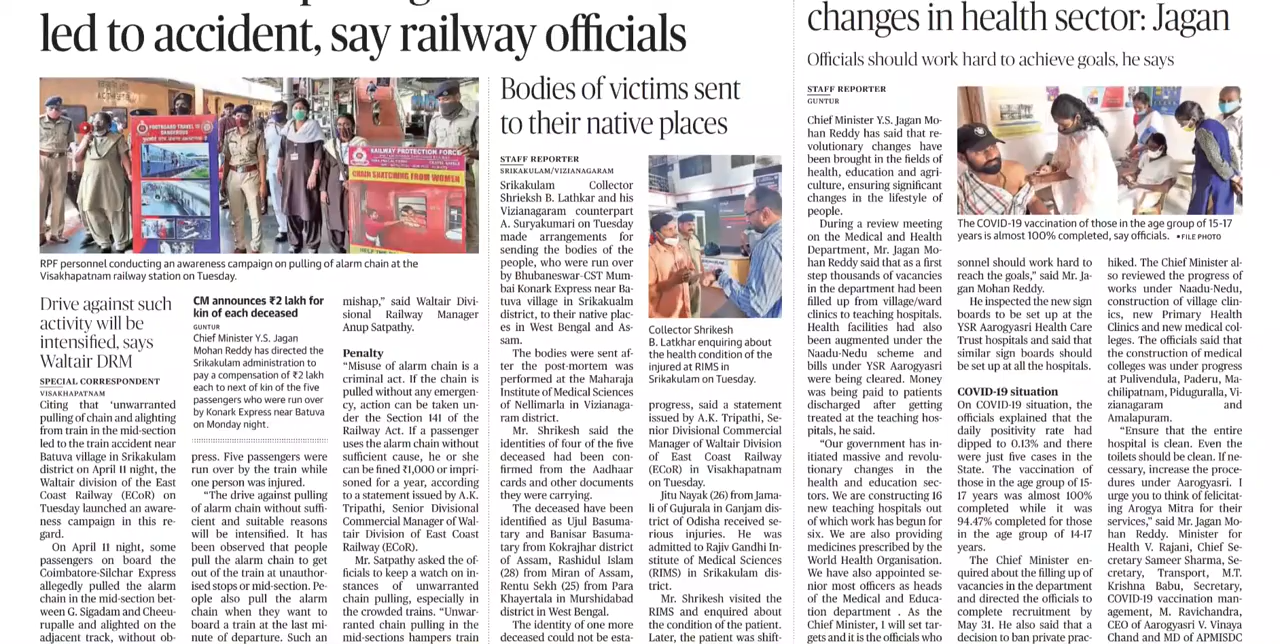 led to accident, say railway officials
FOOTBOARD TRAVEL IS
DANGEROUS
RAILWAY PROTECTION FORCE
CHAIN SNATCHING FROM WOMEN
RPF personnel conducting an awareness campaign on pulling of alarm chain at the
Visakhapatnam railway station on Tuesday.
Drive against such
activity will be
intensified, says
Waltair DRM
SPECIAL CORRESPONDENT
VISAKHAPATNAM
Citing that ‘unwarranted
pulling of chain and alighting
from train in the mid-section
led to the train accident near
Batuva village in Srikakulam
district on April 11 night, the
Waltair division of the East
Coast Railway (ECoR) on
Tuesday launched an aware-
ness campaign in this re-
gard.
On April 11 night, some
passengers on board the
Coimbatore-Silchar Express
allegedly pulled the alarm
chain in the mid-section bet-
ween G. Sigadam and Cheeu-
rupalle and alighted on the
adjacent track, without ob-
CM announces ₹2 lakh for
kin of each deceased
GUNTUR
Chief Minister Y.S. Jagan
Mohan Reddy has directed the
Srikakulam administration to
pay a compensation of ₹2 lakh
each to next of kin of the five
passengers who were run over
by Konark Express near Batuva
on Monday night.
press. Five passengers were
run over by the train while
one person was injured.
“The drive against pulling
of alarm chain without suffi-
cient and suitable reasons
will be intensified. It has
been observed that people
pull the alarm chain to get
out of the train at unauthor-
ised stops or mid-section. Pe-
ople also pull the alarm
chain when they want to
board a train at the last mi-
nute of departure. Such an
mishap,” said Waltair Divi-
sional Railway Manager
Anup Satpathy.
Penalty
“Misuse of alarm chain is a
criminal act. If the chain is
pulled without any emergen-
cy, action can be taken un-
der the Section 141 of the
Railway Act. If a passenger
uses the alarm chain without
sufficient cause, he or she
can be fined ₹1,000 or impri-
soned for a year, according
to a statement issued by A.K.
Tripathi, Senior Divisional
Commercial Manager of Wal-
tair Division of East Coast
Railway (ECoR).
Mr. Satpathy asked the of-
ficials to keep a watch on in-
stances of unwarranted
chain pulling, especially in
the crowded trains. “Unwar-
ranted chain pulling in the
mid-sections hampers train
Bodies of victims sent
to their native places
STAFF REPORTER
SRIKAKULAM/VIZIANAGARAM
Srikakulam Collector
Shrieksh B. Lathkar and his
Vizianagaram counterpart
A. Suryakumari on Tuesday
made arrangements for
sending the bodies of the
people, who were run over
by Bhubaneswar-CST Mum-
bai Konark Express near Ba-
tuva village in Srikakualm
district, to their native plac-
es in West Bengal and As-
sam.
The bodies were sent af-
ter the post-mortem was
performed at the Maharaja
Institute of Medical Sciences
of Nellimarla in Vizianaga-
ram district.
Mr. Shrikesh said the
identities of four of the five
deceased had been con-
firmed from the Aadhaar
cards and other documents
they were carrying.
The deceased have been
identified as Ujul Basuma-
tary and Banisar Basuma-
tary from Kokrajhar district
of Assam, Rashidul Islam
(28) from Miran of Assam,
Rentu Sekh (25) from Para
Khayertala in Murshidabad
district in West Bengal.
The identity of one more
deceased could not be esta-
Collector Shrikesh
B. Lathkar enquiring about
the health condition of the
injured at RIMS in
Srikakulam on Tuesday.
progress, said a statement
issued by A.K. Tripathi, Se-
nior Divisional Commercial
Manager of Waltair Division
of East Coast Railway
(ECoR) in Visakhapatnam
on Tuesday.
Jitu Nayak (26) from Jama-
li of Gujurala in Ganjam dis-
trict of Odisha received se-
rious injuries. He was
admitted to Rajiv Gandhi In-
stitute of Medical Sciences
(RIMS) in Srikakulam dis-
trict.
Mr. Shrikesh visited the
RIMS and enquired about
the condition of the patient.
Later, the patient was shift-
changes in health sector: Jagan
Officials should work hard to achieve goals, he says
STAFF REPORTER
GUNTUR
Chief Minister Y.S. Jagan Mo-
han Reddy has said that re-
volutionary changes have
been brought in the fields of
health, education and agri-
culture, ensuring significant
changes in the lifestyle of
people.
During a review meeting
on the Medical and Health
Department, Mr. Jagan Mo-
han Reddy said that as a first
step thousands of vacancies
in the department had been
filled up from village/ward
clinics to teaching hospitals.
Health facilities had also
been augmented under the
Naadu-Nedu scheme and
bills under YSR Aarogyasri
were being cleared. Money
was being paid to patients
discharged after getting
treated at the teaching hos-
pitals, he said.
“Our government has in-
itiated massive and revolu-
tionary changes in the
health and education sec-
tors. We are constructing 16
new teaching hospitals out
of which work has begun for
six. We are also providing
medicines prescribed by the
World Health Organisation.
We have also appointed se-
nior most officers as heads
of the Medical and Educa-
tion department . As the
Chief Minister, I will set tar-
gets and it is the officials who
The COVID-19 vaccination of those in the age group of 15-17
years is almost 100% completed, say officials. •FILE PHOTO
sonnel should work hard to
reach the goals,” said Mr. Ja-
gan Mohan Reddy.
He inspected the new sign
boards to be set up at the
YSR Aarogyasri Health Care
Trust hospitals and said that
similar sign boards should
be set up at all the hospitals.
COVID-19 situation
On COVID-19 situation, the
officials explained that the
daily positivity rate had
dipped to 0.13% and there
were just five cases in the
State. The vaccination of
those in the age group of 15-
17 years was almost 100%
completed while it was
94.47% completed for those
in the age group of 14-17
years.
The Chief Minister en-
quired about the filling up of
vacancies in the department
and directed the officials to
complete recruitment by
May 31. He also said that a
decision to ban private prac-
hiked. The Chief Minister al-
so reviewed the progress of
works under Naadu-Nedu,
construction of village clin-
ics, new Primary Health
Clinics and new medical col-
leges. The officials said that
the construction of medical
colleges was under progress
at Pulivendula, Paderu, Ma-
chilipatnam, Piduguralla, Vi-
zianagaram and
Amalapuram.
“Ensure that the entire
hospital is clean. Even the
toilets should be clean. If ne-
cessary, increase the proce-
dures under Aarogyasri. I
urge you to think of felicitat-
ing Arogya Mitra for their
services,” said Mr. Jagan Mo-
han Reddy. Minister for
Health V. Rajani, Chief Se-
cretary Sameer Sharma, Se-
cretary, Transport, M.T.
Krishna Babu, Secretary,
COVID-19 vaccination man-
agement, M. Ravichandra,
CEO of Aarogyasri V. Vinaya
Chand and MD of APMSIDC